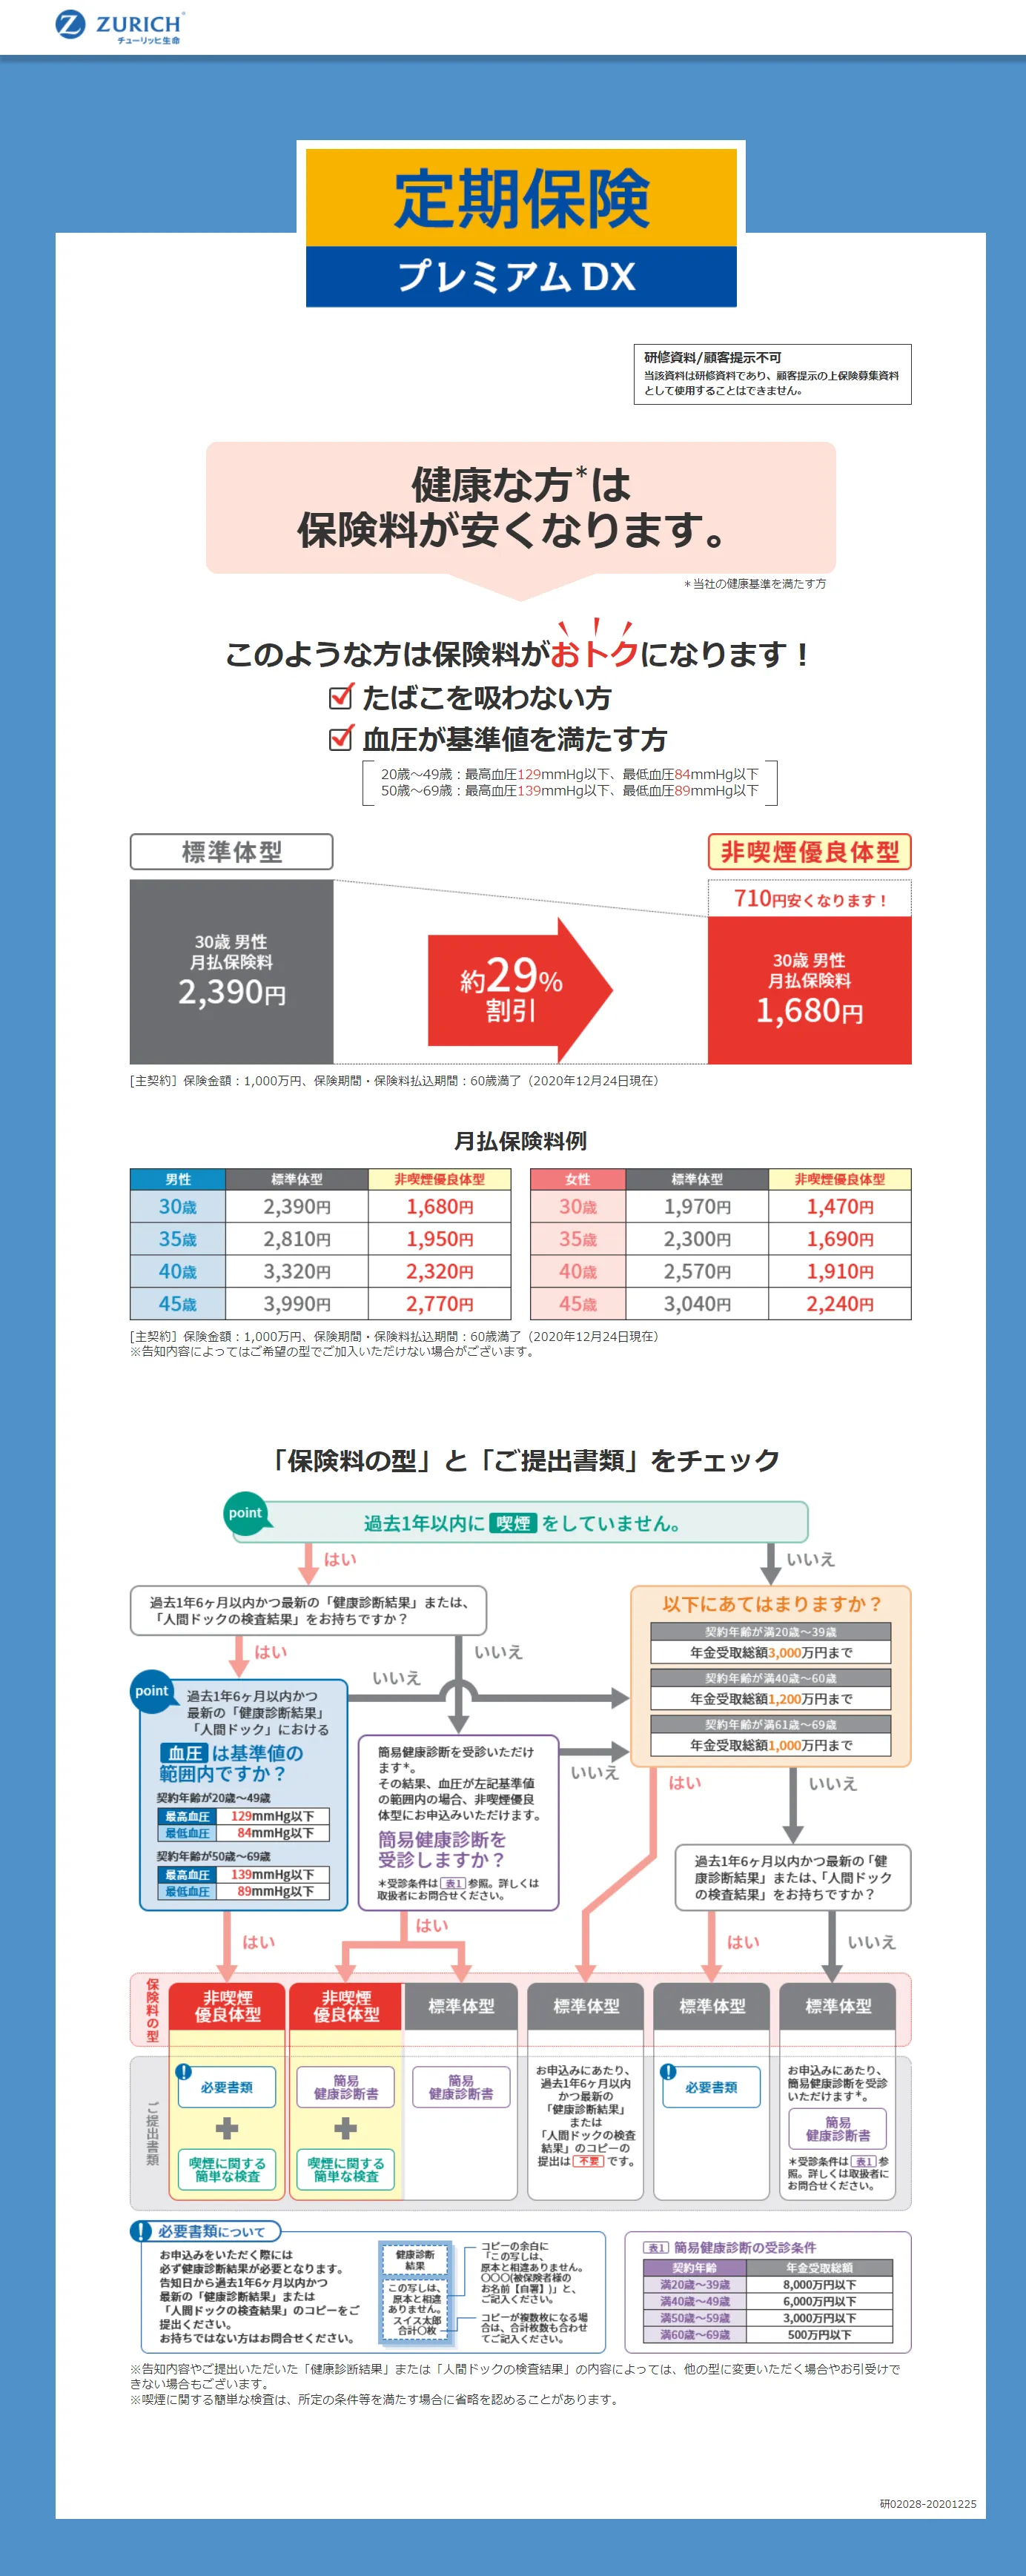 ZURICH
チューリッヒ生命
定期保険
プレミアム DX
研修資料/顧客提示不可
当該資料は研修資料であり、顧客提示の上保険募集資料
として使用することはできません。
健康な方*は
保険料が安くなります。
＊当社の健康基準を満たす方
このような方は保険料がおトクになります！
たばこを吸わない方
血圧が基準値を満たす方
20歳～49歳：最高血圧129mmHg以下、最低血圧84mmHg以下
50歳～69歳：最高血圧139mmHg以下、最低血圧89mmHg以下
標準体型
非喫煙優良体型
710円安くなります！
30歳 男性
月払保険料
2,390円
約29%
割引
30歳 男性
月払保険料
1,680円
[主契約］保険金額：1,000万円、保険期間・保険料払込期間：60歳満了（2020年12月24日現在）
月払保険料例
男性 標準体型 非喫煙優良体型
30歳 2,390円 1,680円
35歳 2,810円 1,950円
40歳 3,320円 2,320円
45歳 3,990円 2,770円
女性 標準体型 非喫煙優良体型
30歳 1,970円 1,470円
35歳 2,300円 1,690円
40歳 2,570円 1,910円
45歳 3,040円 2,240円
[主契約］保険金額：1,000万円、保険期間・保険料払込期間：60歳満了（2020年12月24日現在）
※告知内容によってはご希望の型でご加入いただけない場合がございます。
「保険料の型」と「ご提出書類」をチェック
point
過去1年以内に 喫煙 をしていません。
はい
いいえ
過去1年6ヶ月以内かつ最新の「健康診断結果」または、
「人間ドックの検査結果」をお持ちですか？
はい
いいえ
以下にあてはまりますか？
契約年齢が満20歳～39歳
年金受取総額3,000万円まで
契約年齢が満40歳～60歳
年金受取総額1,200万円まで
契約年齢が満61歳～69歳
年金受取総額1,000万円まで
point
過去1年6ヶ月以内かつ
最新の「健康診断結果」
「人間ドック」における
血圧 は基準値の
範囲内ですか？
契約年齢が20歳～49歳
最高血圧 129mmHg以下
最低血圧 84mmHg以下
契約年齢が50歳～69歳
最高血圧 139mmHg以下
最低血圧 89mmHg以下
いいえ
簡易健康診断を受診いただけ
ます*。
その結果、血圧が左記基準値
の範囲内の場合、非喫煙優良
体型にお申込みいただけます。
簡易健康診断を
受診しますか？
＊受診条件は 表1 参照。詳しくは
取扱者にお問合せください。
いいえ
はい
いいえ
過去1年6ヶ月以内かつ最新の「健
康診断結果」または、「人間ドック
の検査結果」をお持ちですか？
はい
はい
はい
いいえ
保険料の型
非喫煙
優良体型
非喫煙
優良体型
標準体型
標準体型
標準体型
標準体型
ご提出書類
!
必要書類
喫煙に関する
簡単な検査
簡易
健康診断書
喫煙に関する
簡単な検査
簡易
健康診断書
お申込みにあたり、
過去1年6ヶ月以内
かつ最新の
「健康診断結果」
または
「人間ドックの検査
結果」のコピーの
提出は 不要 です。
!
必要書類
お申込みにあたり、
簡易健康診断を受診
いただけます*。
簡易
健康診断書
＊受診条件は 表1 参
照。詳しくは取扱者に
お問合せください。
! 必要書類について
お申込みをいただく際には
必ず健康診断結果が必要となります。
告知日から過去1年6ヶ月以内かつ
最新の「健康診断結果」または
「人間ドックの検査結果」のコピーをご
提出ください。
お持ちではない方はお問合せください。
健康診断
結果
この写しは、
原本と相違
ありません。
スイス太郎
合計〇枚
コピーの余白に
「この写しは、
原本と相違ありません。
〇〇〇(被保険者様の
お名前【自署】)」と、
ご記入ください。
コピーが複数枚になる場
合は、合計枚数も合わせ
てご記入ください。
表1 簡易健康診断の受診条件
契約年齢 年金受取総額
満20歳～39歳 8,000万円以下
満40歳～49歳 6,000万円以下
満50歳～59歳 3,000万円以下
満60歳～69歳 500万円以下
※告知内容やご提出いただいた「健康診断結果」または「人間ドックの検査結果」の内容によっては、他の型に変更いただく場合やお引受けで
きない場合もございます。
※喫煙に関する簡単な検査は、所定の条件等を満たす場合に省略を認めることがあります。
研02028-20201225